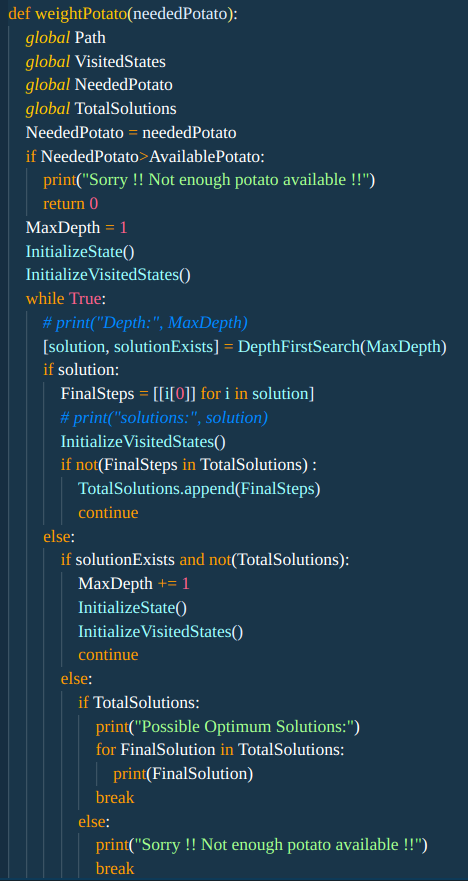 def weightPotato(neededPotato):
    global Path
    global VisitedStates
    global NeededPotato
    global TotalSolutions
    NeededPotato = neededPotato
    if NeededPotato>AvailablePotato:
        print("Sorry !! Not enough potato available !!")
        return 0
    MaxDepth = 1
    InitializeState()
    InitializeVisitedStates()
    while True:
        # print("Depth:", MaxDepth)
        [solution, solutionExists] = DepthFirstSearch(MaxDepth)
        if solution:
            FinalSteps = [[i[0]] for i in solution]
            # print("solutions:", solution)
            InitializeVisitedStates()
            if not(FinalSteps in TotalSolutions) :
                TotalSolutions.append(FinalSteps)
                continue
        else:
            if solutionExists and not(TotalSolutions):
                MaxDepth += 1
                InitializeState()
                InitializeVisitedStates()
                continue
            else:
                if TotalSolutions:
                    print("Possible Optimum Solutions:")
                    for FinalSolution in TotalSolutions:
                        print(FinalSolution)
                    break
                else:
                    print("Sorry !! Not enough potato available !!")
                    break